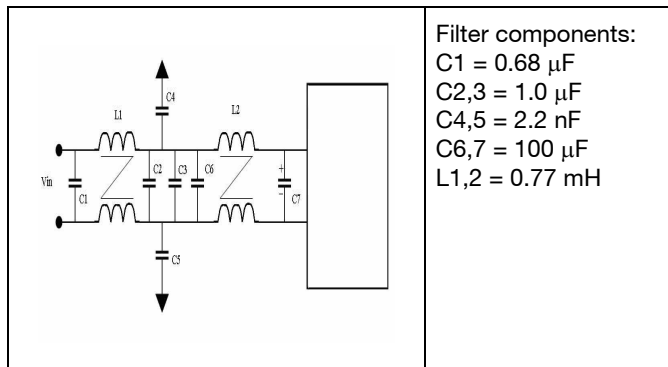 Filter components:
C1 = 0.68 μF
C2,3 = 1.0 μF
C4,5 = 2.2 nF
C6,7 = 100 μF
L1,2 = 0.77 mH
C4
L1
L2
Vin
C1
C2
C3
C6
+
−
C7
C5